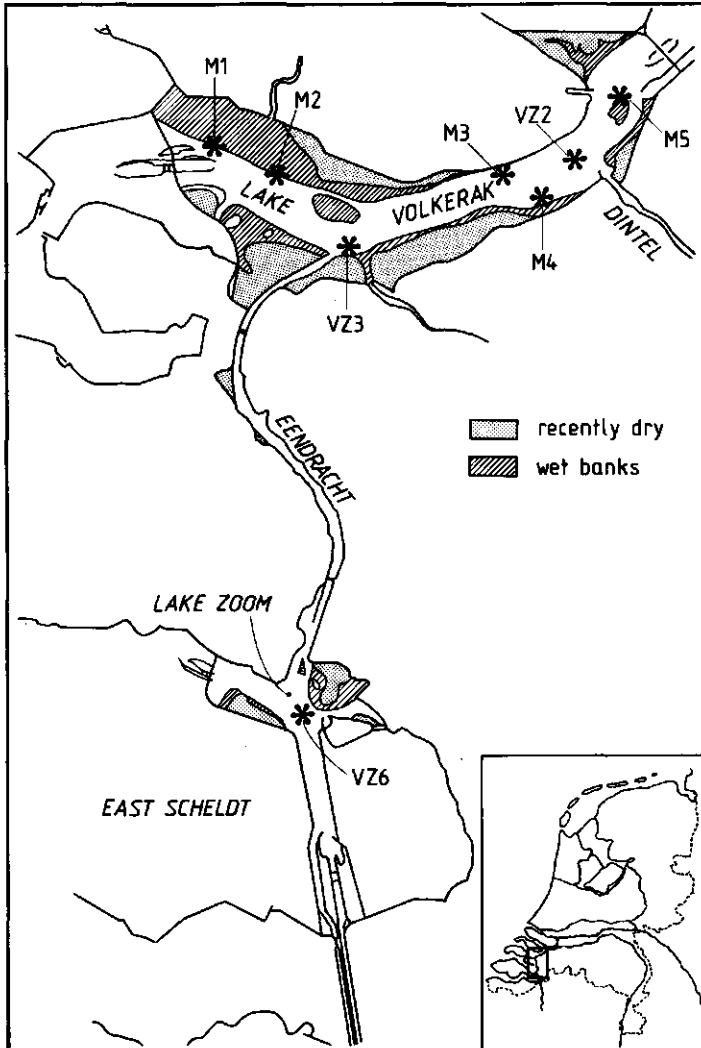 M1
M2
M3
VZ2
M5
LAKE
VOLKERAK
DINTEL
M4
VZ3
EENDRACHT
recently dry
wet banks
LAKE ZOOM
VZ6
EAST SCHELDT